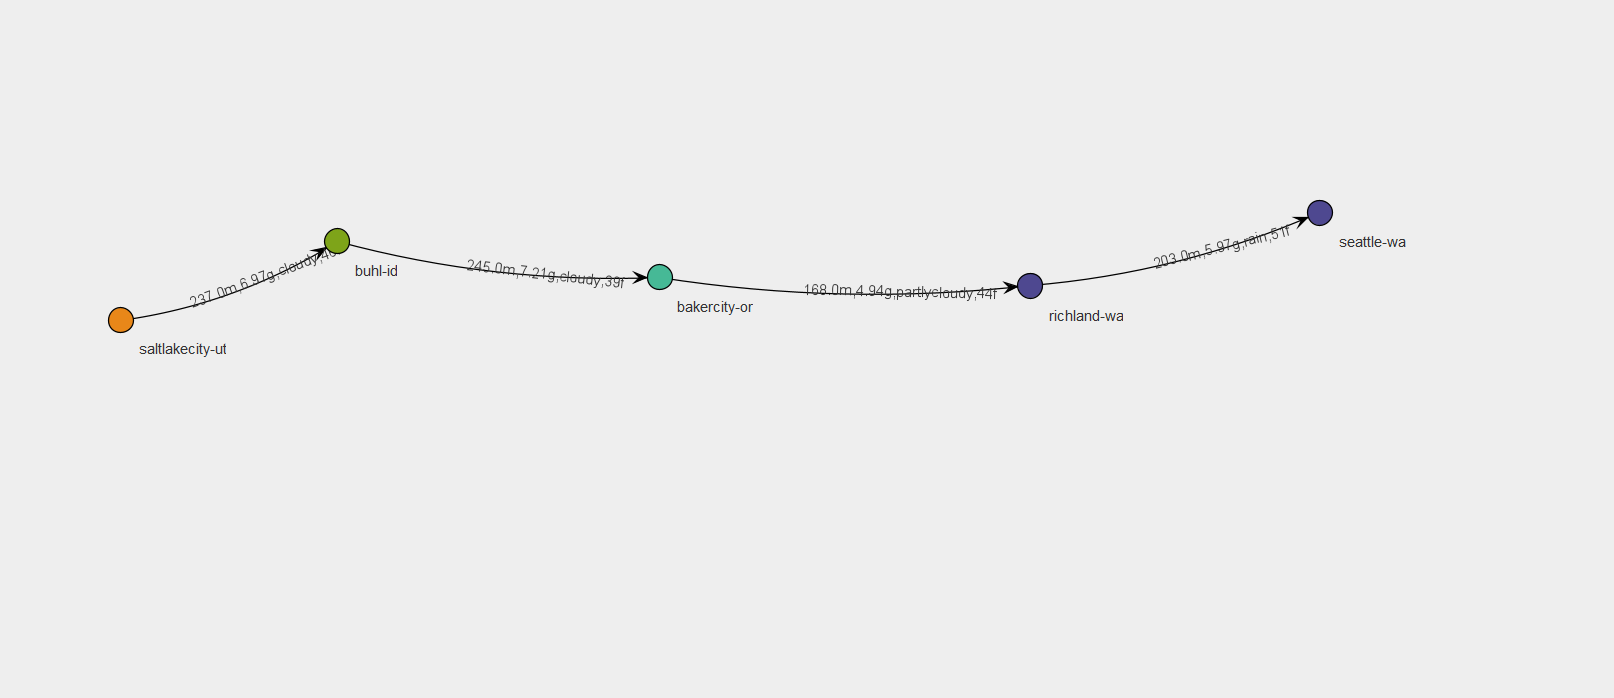 237.0m,6.97g,cloudy,
buhl-id
saltlakecity-ut
245.0m,7.21g,cloudy,39f
bakercity-or
168.0m,4.94g,partlycloudy,44f
richland-wa
203.0m,5.97g,rain,51f
seattle-wa